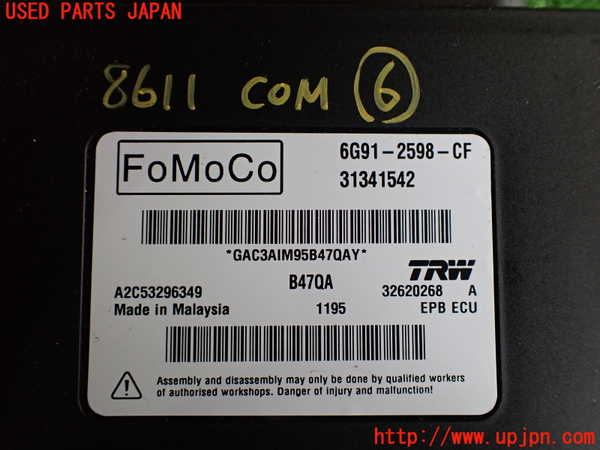 USED PARTS JAPAN
8611 COM 6
FoMoCo
6G91-2598-CF
31341542
*GAC3AIM95B47QAY*
B47QA
TRW
A2C53296349
32620268 A
Made in Malaysia
1195
EPB ECU
Assembly and disassembly may only be done by qualified workers
of authorised workshops. Danger of injury and malfunction!
http://www.upjpn.com/